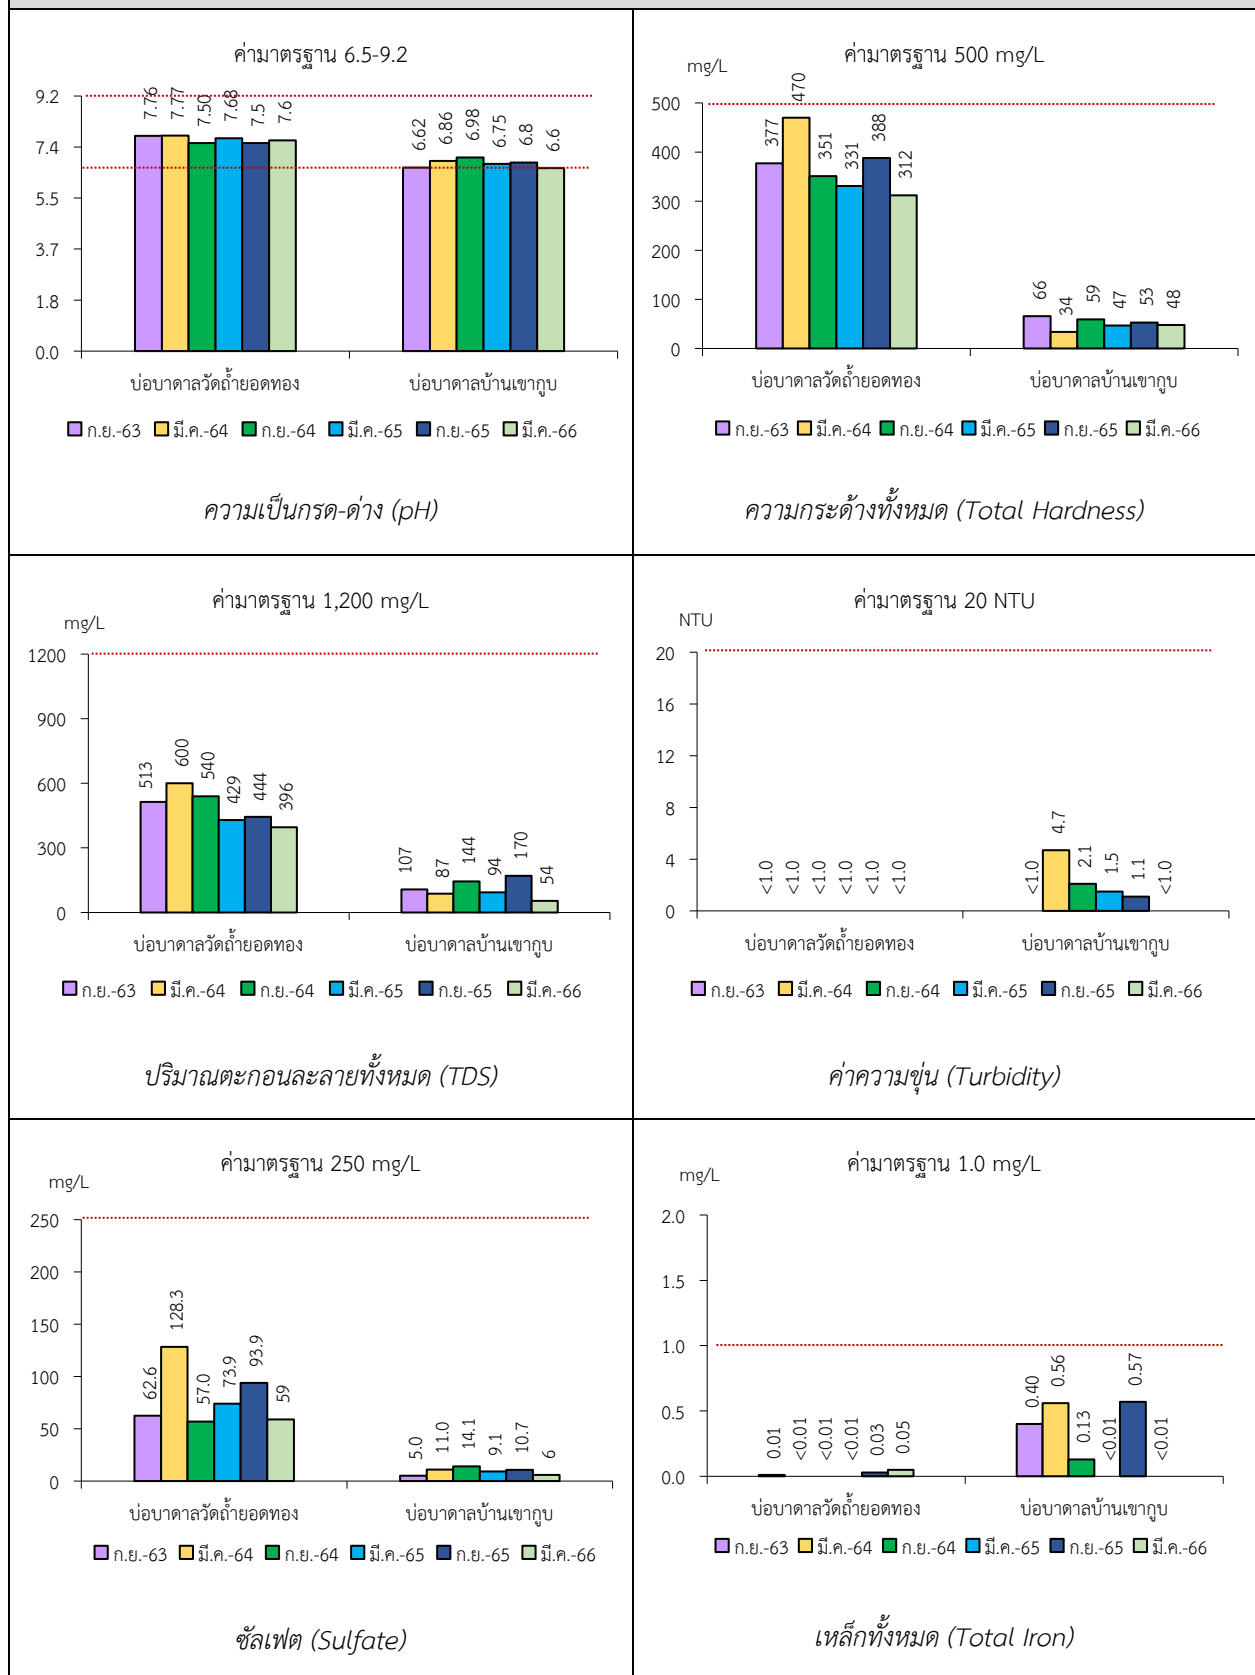 ค่ามาตรฐาน 6.5-9.2
9.2
7.4
5.5
3.7
1.8
0.0
7.76 7.77 7.50 7.68 7.5 7.6
6.62 6.86 6.98 6.75 6.8 6.6
บ่อบาดาลวัดถ้ำยอดทอง บ่อบาดาลบ้านเขากูบ
ก.ย.-63 มี.ค.-64 ก.ย.-64 มี.ค.-65 ก.ย.-65 มี.ค.-66
ความเป็นกรด-ด่าง (pH)
ค่ามาตรฐาน 500 mg/L
mg/L
500
400
300
200
100
0
377 470 351 331 388 312
66 34 59 47 53 48
บ่อบาดาลวัดถ้ำยอดทอง บ่อบาดาลบ้านเขากูบ
ก.ย.-63 มี.ค.-64 ก.ย.-64 มี.ค.-65 ก.ย.-65 มี.ค.-66
ความกระด้างทั้งหมด (Total Hardness)
ค่ามาตรฐาน 1,200 mg/L
mg/L
1200
900
600
300
0
513 600 540 429 444 396
107 87 144 94 170 54
บ่อบาดาลวัดถ้ำยอดทอง บ่อบาดาลบ้านเขากูบ
ก.ย.-63 มี.ค.-64 ก.ย.-64 มี.ค.-65 ก.ย.-65 มี.ค.-66
ปริมาณตะกอนละลายทั้งหมด (TDS)
ค่ามาตรฐาน 20 NTU
NTU
20
16
12
8
4
0
<1.0 <1.0 <1.0 <1.0 <1.0 <1.0
<1.0 4.7 2.1 1.5 1.1 <1.0
บ่อบาดาลวัดถ้ำยอดทอง บ่อบาดาลบ้านเขากูบ
ก.ย.-63 มี.ค.-64 ก.ย.-64 มี.ค.-65 ก.ย.-65 มี.ค.-66
ค่าความขุ่น (Turbidity)
ค่ามาตรฐาน 250 mg/L
mg/L
250
200
150
100
50
0
62.6 128.3 57.0 73.9 93.9 59
5.0 11.0 14.1 9.1 10.7 6
บ่อบาดาลวัดถ้ำยอดทอง บ่อบาดาลบ้านเขากูบ
ก.ย.-63 มี.ค.-64 ก.ย.-64 มี.ค.-65 ก.ย.-65 มี.ค.-66
ซัลเฟต (Sulfate)
ค่ามาตรฐาน 1.0 mg/L
mg/L
2.0
1.5
1.0
0.5
0.0
0.01 <0.01 <0.01 <0.01 0.03 0.05
0.40 0.56 0.13 <0.01 0.57 <0.01
บ่อบาดาลวัดถ้ำยอดทอง บ่อบาดาลบ้านเขากูบ
ก.ย.-63 มี.ค.-64 ก.ย.-64 มี.ค.-65 ก.ย.-65 มี.ค.-66
เหล็กทั้งหมด (Total Iron)